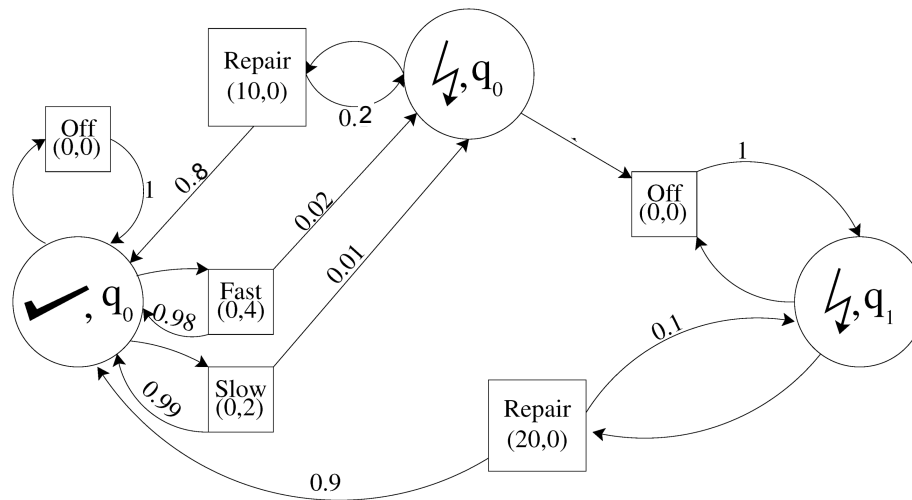 Repair
(10,0)
, q0
0.2
Off
(0,0)
1
0.8
0.02
0.01
Off
(0,0)
1
, q0
Fast
(0,4)
0.98
Slow
(0,2)
0.99
, q1
0.1
Repair
(20,0)
0.9